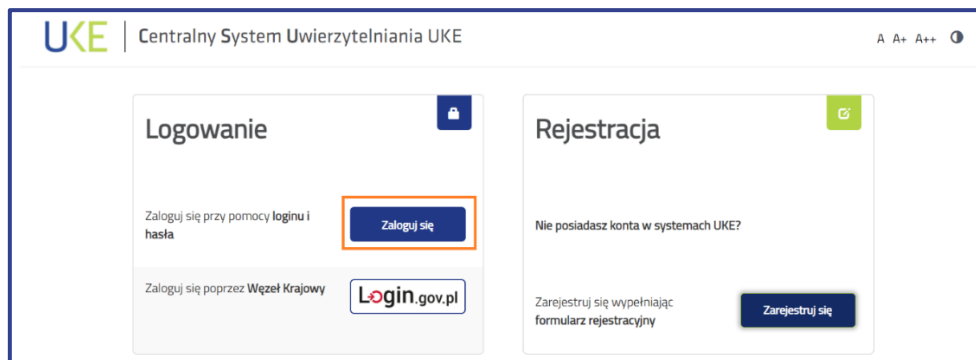 UKE Centralny System Uwierzytelniania UKE
A A+ A++
Logowanie
Zaloguj się przy pomocy loginu i
hasła
Zaloguj się
Zaloguj się poprzez Węzeł Krajowy
Login.gov.pl
Rejestracja
Nie posiadasz konta w systemach UKE?
Zarejestruj się wypełniając
formularz rejestracyjny
Zarejestruj się